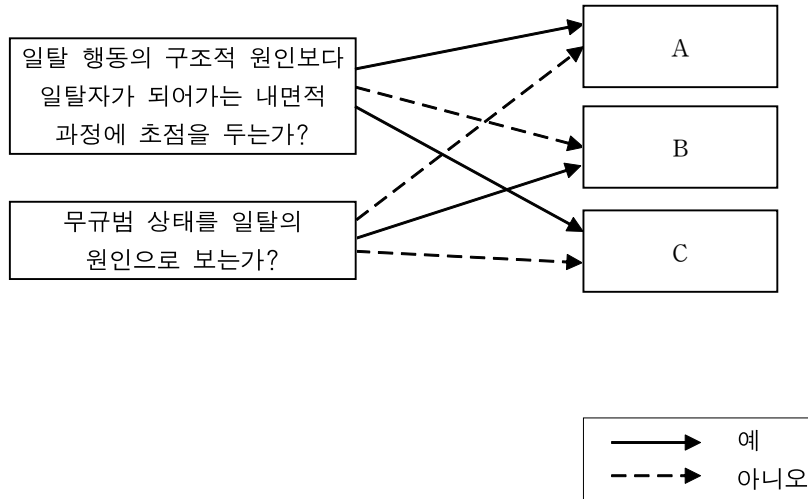 일탈 행동의 구조적 원인보다
일탈자가 되어가는 내면적
과정에 초점을 두는가?
무규범 상태를 일탈의
원인으로 보는가?
A
B
C
예
아니오